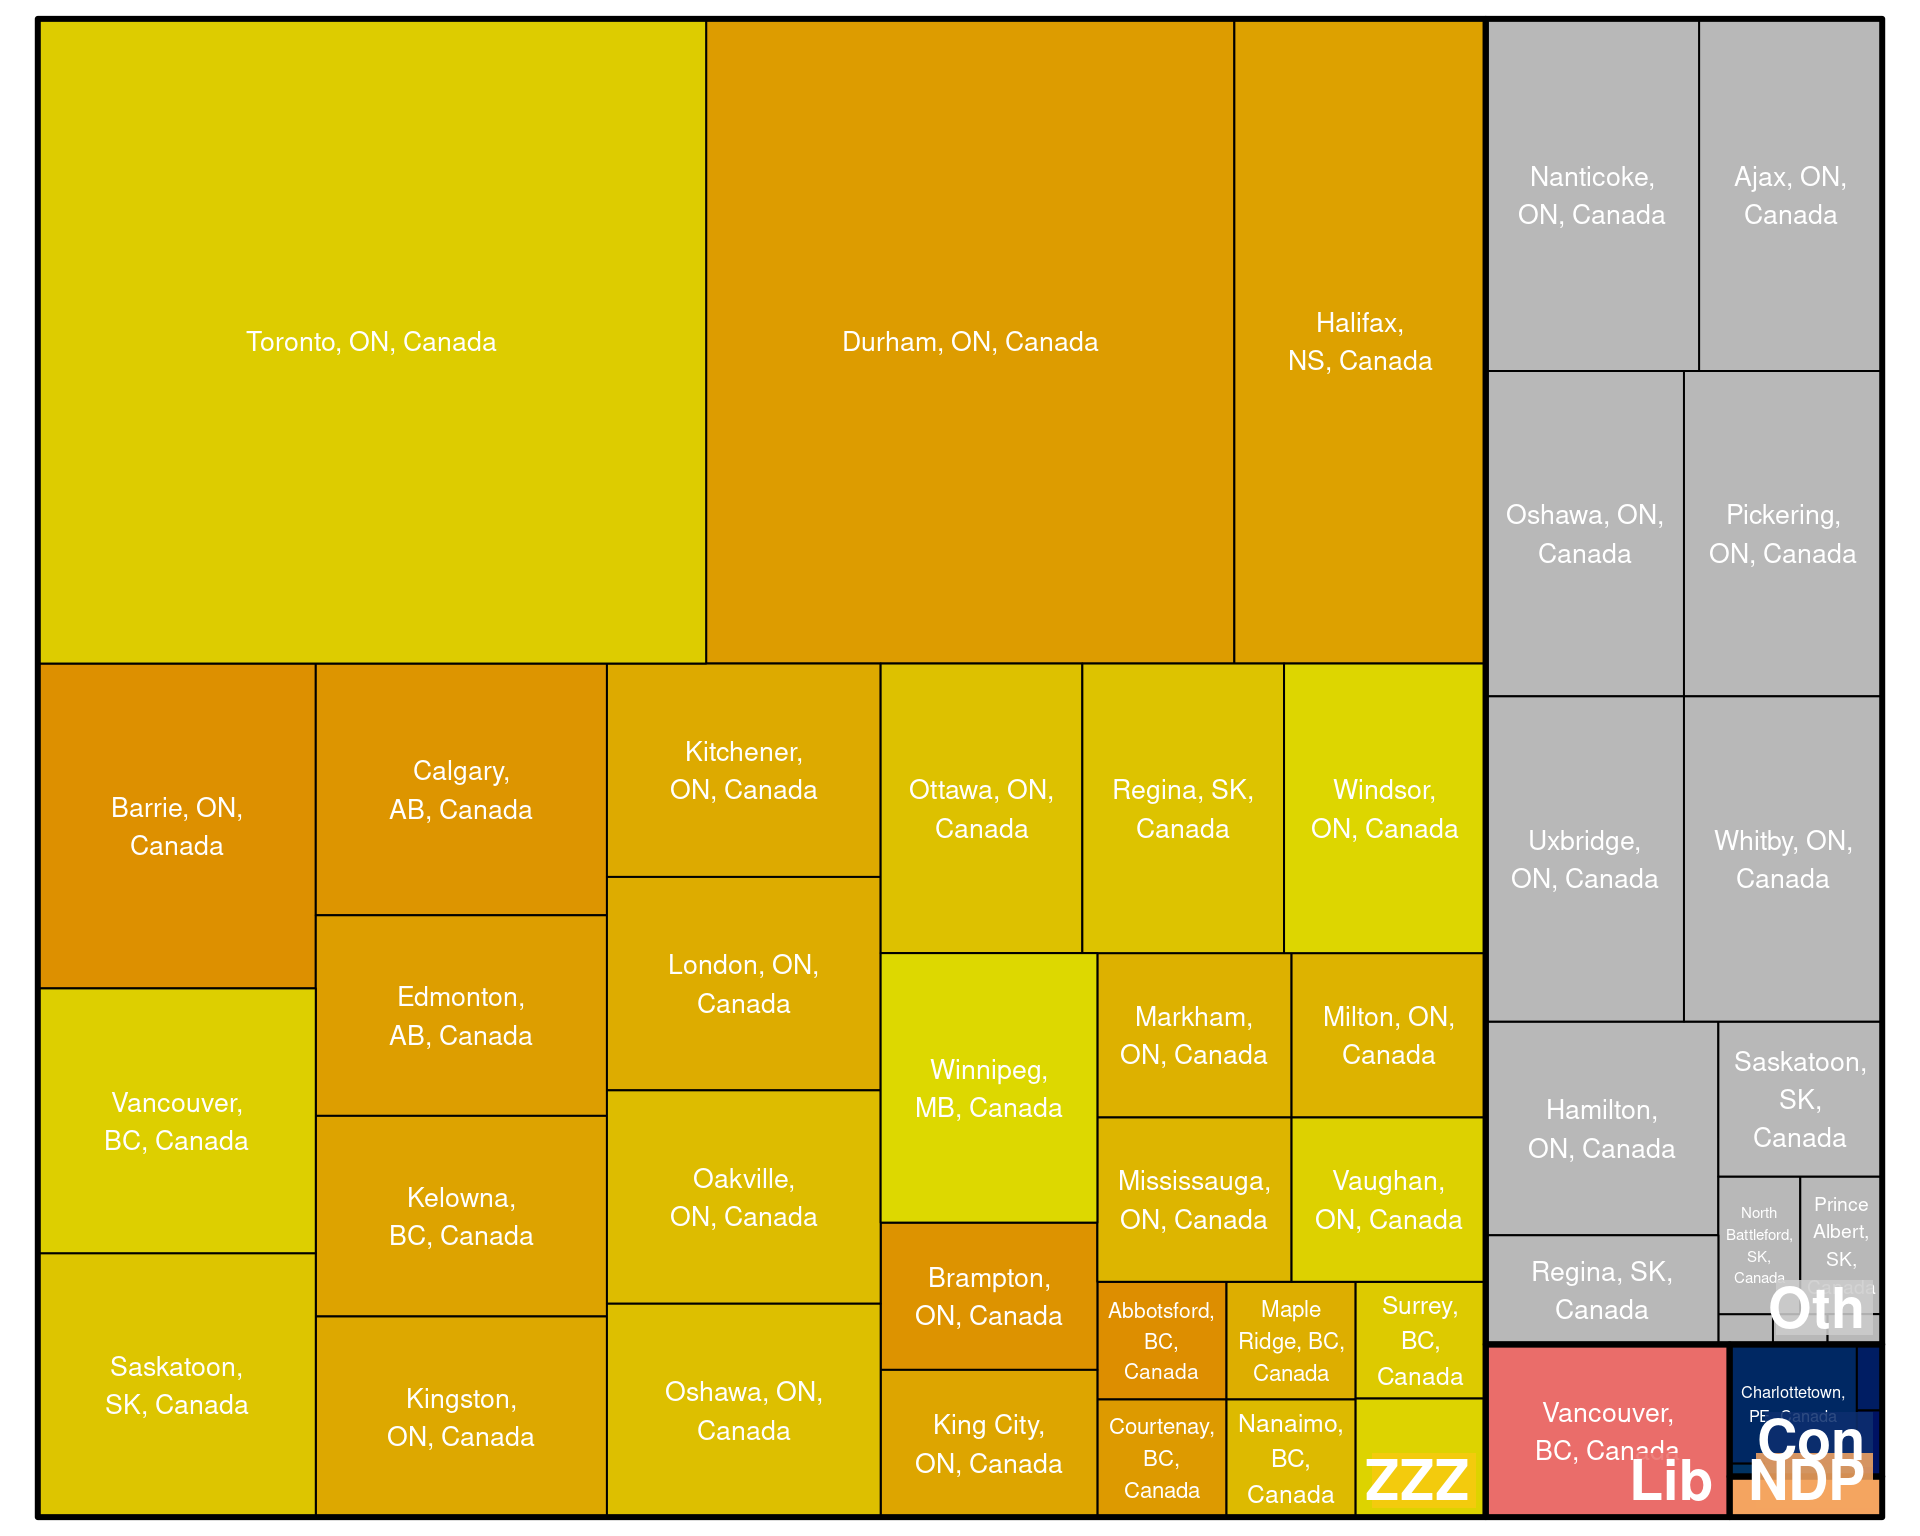 Toronto, ON, Canada
Durham, ON, Canada
Halifax,
NS, Canada
Barrie, ON,
Canada
Vancouver,
BC, Canada
Saskatoon,
SK, Canada
Calgary,
AB, Canada
Edmonton,
AB, Canada
Kelowna,
BC, Canada
Kingston,
ON, Canada
Kitchener,
ON, Canada
London, ON,
Canada
Oakville,
ON, Canada
Oshawa, ON,
Canada
Ottawa, ON,
Canada
Regina, SK,
Canada
Windsor,
ON, Canada
Winnipeg,
MB, Canada
Brampton,
ON, Canada
King City,
ON, Canada
Markham,
ON, Canada
Milton, ON,
Canada
Mississauga,
ON, Canada
Vaughan,
ON, Canada
Abbotsford,
BC,
Canada
Courtenay,
BC,
Canada
Maple
Ridge, BC,
Canada
Nanaimo,
BC,
Canada
Surrey,
BC,
Canada
ZZZ
Nanticoke,
ON, Canada
Ajax, ON,
Canada
Oshawa, ON,
Canada
Pickering,
ON, Canada
Uxbridge,
ON, Canada
Whitby, ON,
Canada
Hamilton,
ON, Canada
Regina, SK,
Canada
Saskatoon,
SK,
Canada
North
Battleford,
SK,
Canada
Prince
Albert,
SK,
Canada
Oth
Vancouver,
BC, Canada
Lib
Charlottetown,
PE, Canada
Con
NDP